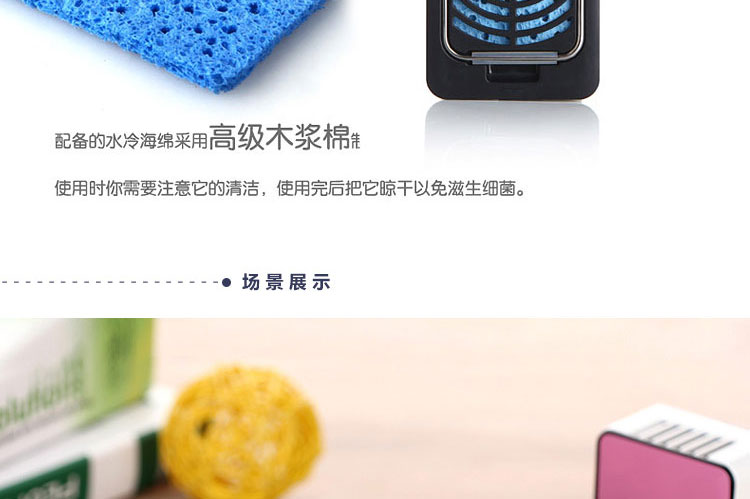 配备的水冷海绵采用高级木浆棉
使用时你需要注意它的清洁，使用完后把它晾干以免滋生细菌。
场景展示